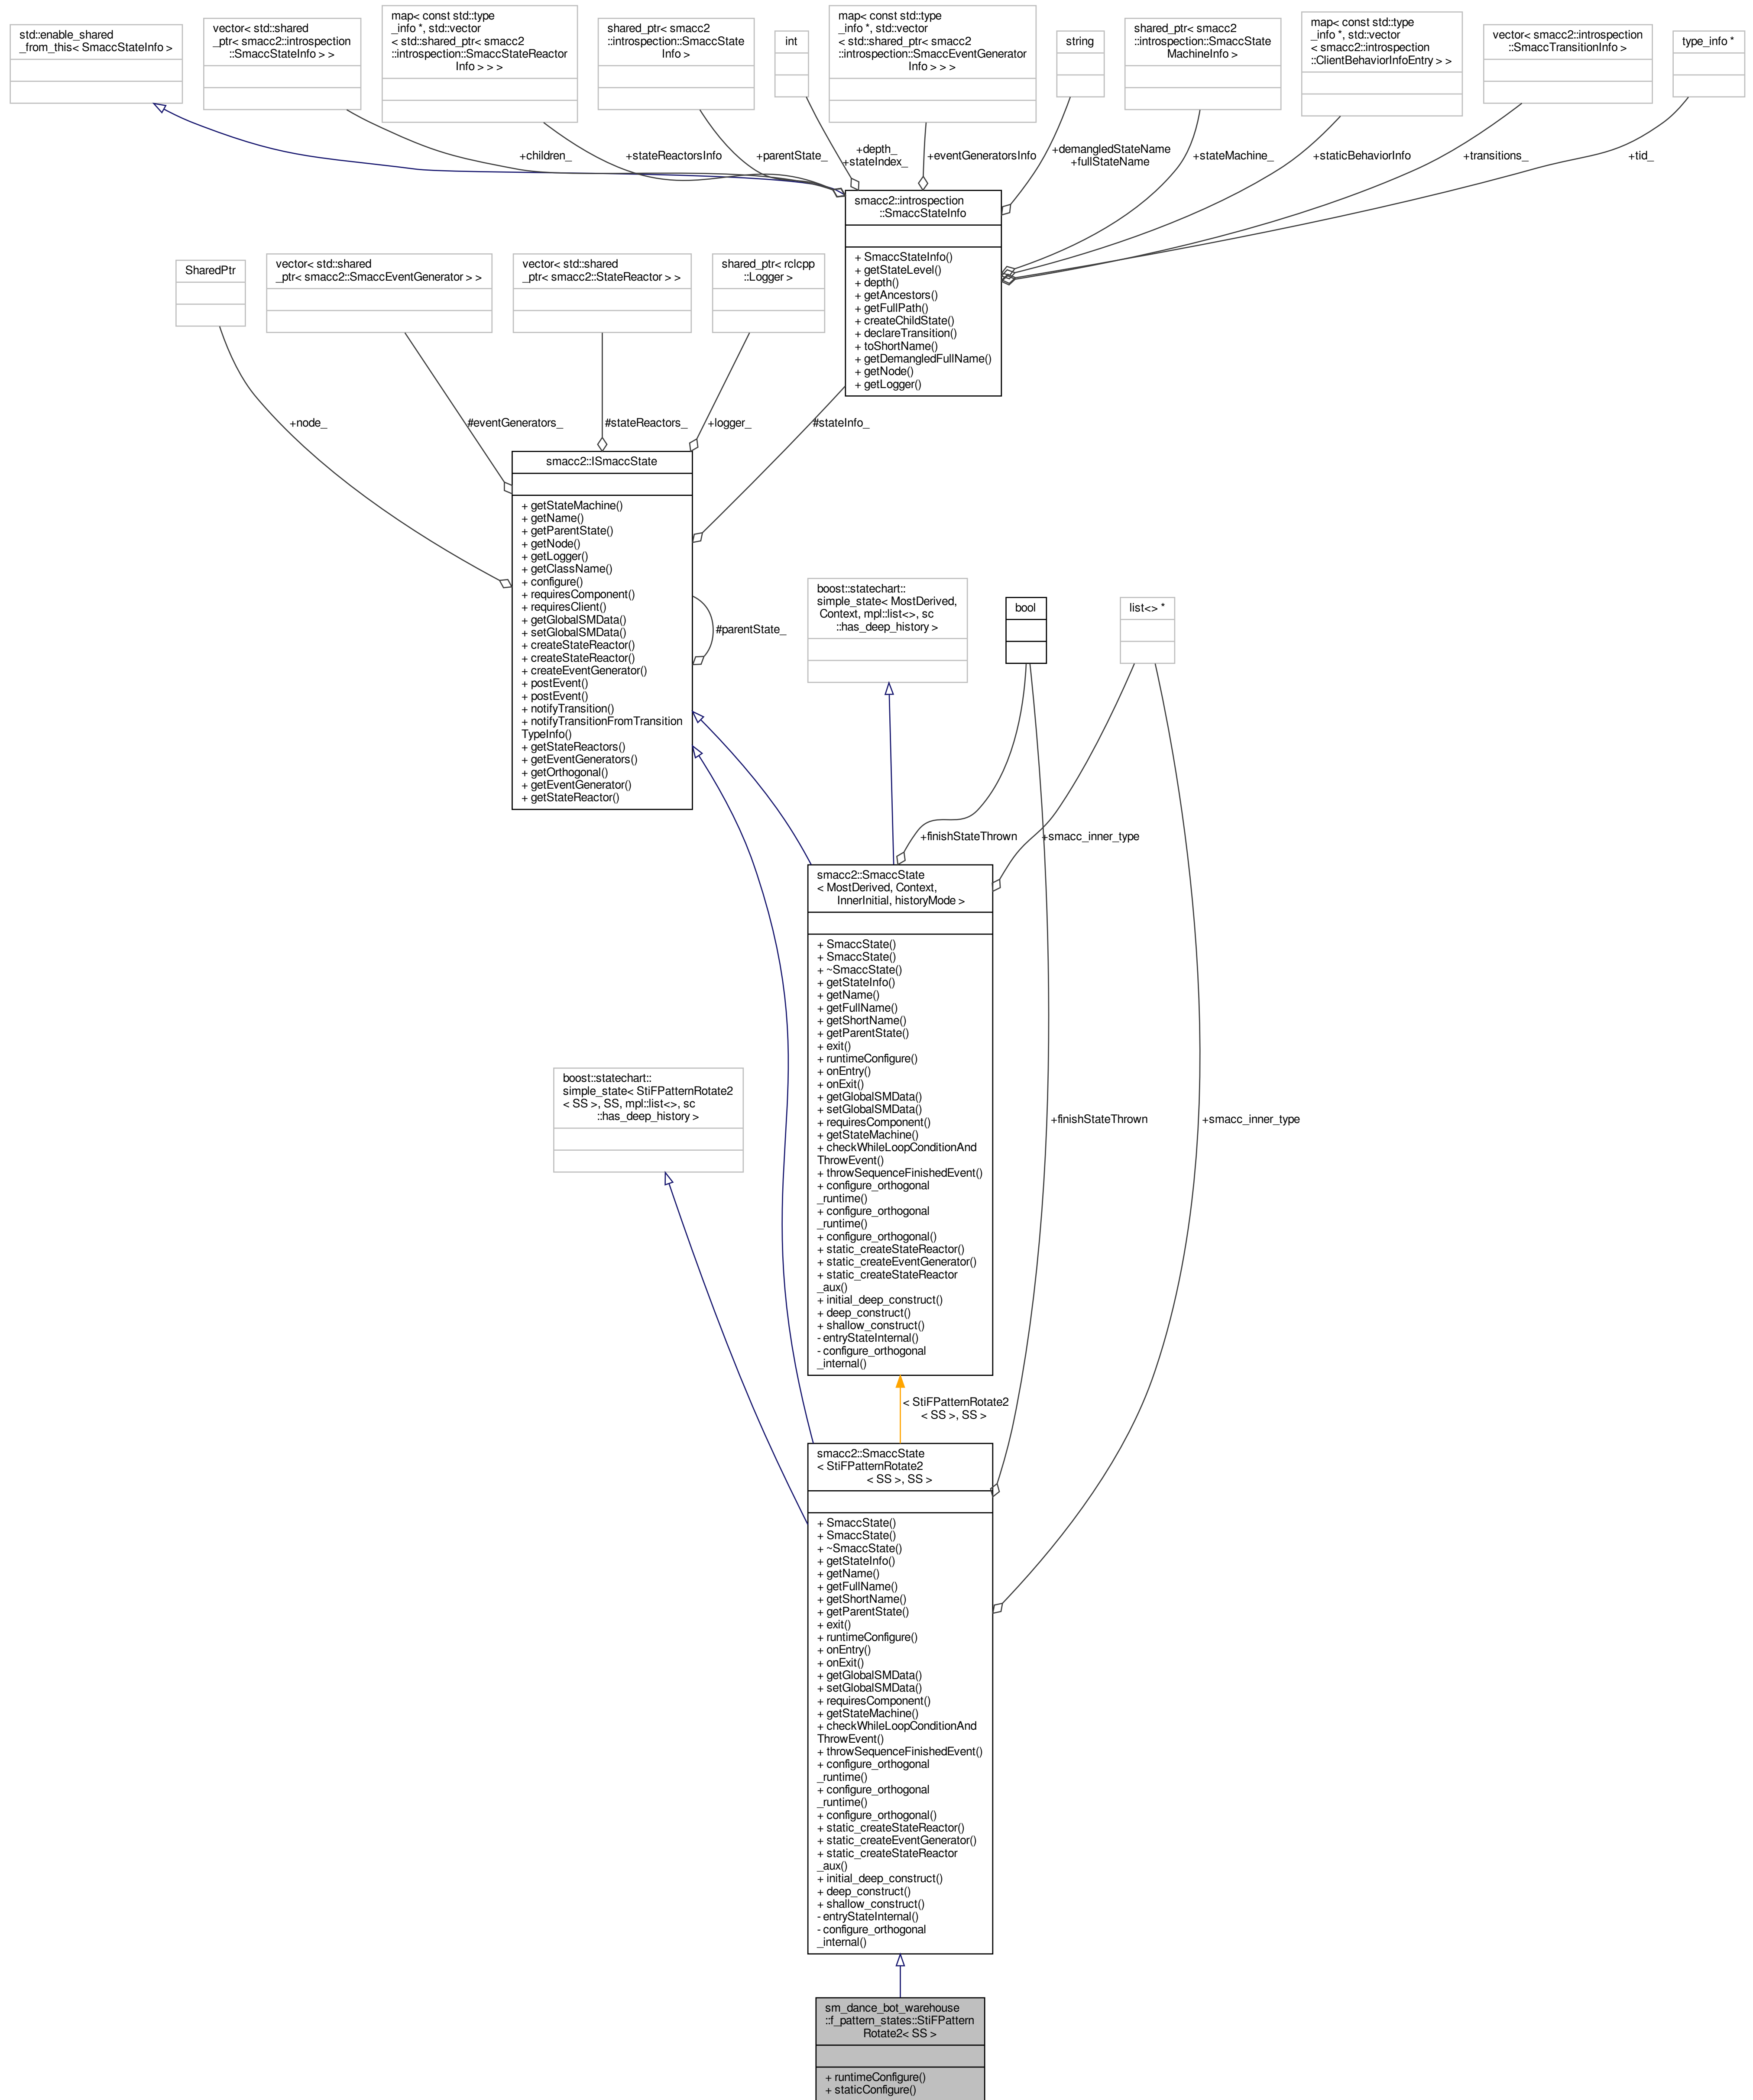 std::enable_shared
_from_this< SmaccStateInfo >
vector< std::shared
_ptr< smacc2::introspection
::SmaccStateInfo > >
map< const std::type
_info *, std::vector
< std::shared_ptr< smacc2
::introspection::SmaccStateReactor
Info > > >
shared_ptr< smacc2
::introspection::SmaccState
Info >
int
map< const std::type
_info *, std::vector
< std::shared_ptr< smacc2
::introspection::SmaccEventGenerator
Info > > >
string
shared_ptr< smacc2
::introspection::SmaccState
MachineInfo >
map< const std::type
_info *, std::vector
< smacc2::introspection
::ClientBehaviorInfoEntry > >
vector< smacc2::introspection
::SmaccTransitionInfo >
type_info *
+children_
+stateReactorsInfo
+parentState_
+depth_
+stateIndex_
+eventGeneratorsInfo
+demangledStateName
+fullStateName
+stateMachine_
+staticBehaviorInfo
+transitions_
+tid_
smacc2::introspection
::SmaccStateInfo
+ SmaccStateInfo()
+ getStateLevel()
+ depth()
+ getAncestors()
+ getFullPath()
+ createChildState()
+ declareTransition()
+ toShortName()
+ getDemangledFullName()
+ getNode()
+ getLogger()
SharedPtr
vector< std::shared
_ptr< smacc2::SmaccEventGenerator > >
vector< std::shared
_ptr< smacc2::StateReactor > >
shared_ptr< rclcpp
::Logger >
+node_
#eventGenerators_
#stateReactors_
+logger_
#stateInfo_
smacc2::ISmaccState
+ getStateMachine()
+ getName()
+ getParentState()
+ getNode()
+ getLogger()
+ getClassName()
+ configure()
+ requiresComponent()
+ requiresClient()
+ getGlobalSMData()
+ setGlobalSMData()
+ createStateReactor()
+ createStateReactor()
+ createEventGenerator()
+ postEvent()
+ postEvent()
+ notifyTransition()
+ notifyTransitionFromTransition
TypeInfo()
+ getStateReactors()
+ getEventGenerators()
+ getOrthogonal()
+ getEventGenerator()
+ getStateReactor()
#parentState_
boost::statechart::
simple_state< MostDerived,
Context, mpl::list<>, sc
::has_deep_history >
bool
list<> *
+finishStateThrown
+smacc_inner_type
smacc2::SmaccState
< MostDerived, Context,
InnerInitial, historyMode >
+ SmaccState()
+ SmaccState()
+ ~SmaccState()
+ getStateInfo()
+ getName()
+ getFullName()
+ getShortName()
+ getParentState()
+ exit()
+ runtimeConfigure()
+ onEntry()
+ onExit()
+ getGlobalSMData()
+ setGlobalSMData()
+ requiresComponent()
+ getStateMachine()
+ checkWhileLoopConditionAnd
ThrowEvent()
+ throwSequenceFinishedEvent()
+ configure_orthogonal
_runtime()
+ configure_orthogonal
_runtime()
+ configure_orthogonal()
+ static_createStateReactor()
+ static_createEventGenerator()
+ static_createStateReactor
_aux()
+ initial_deep_construct()
+ deep_construct()
+ shallow_construct()
- entryStateInternal()
- configure_orthogonal
_internal()
boost::statechart::
simple_state< StiFPatternRotate2
< SS >, SS, mpl::list<>, sc
::has_deep_history >
+finishStateThrown
+smacc_inner_type
< StiFPatternRotate2
< SS >, SS >
smacc2::SmaccState
< StiFPatternRotate2
< SS >, SS >
+ SmaccState()
+ SmaccState()
+ ~SmaccState()
+ getStateInfo()
+ getName()
+ getFullName()
+ getShortName()
+ getParentState()
+ exit()
+ runtimeConfigure()
+ onEntry()
+ onExit()
+ getGlobalSMData()
+ setGlobalSMData()
+ requiresComponent()
+ getStateMachine()
+ checkWhileLoopConditionAnd
ThrowEvent()
+ throwSequenceFinishedEvent()
+ configure_orthogonal
_runtime()
+ configure_orthogonal
_runtime()
+ configure_orthogonal()
+ static_createStateReactor()
+ static_createEventGenerator()
+ static_createStateReactor
_aux()
+ initial_deep_construct()
+ deep_construct()
+ shallow_construct()
- entryStateInternal()
- configure_orthogonal
_internal()
sm_dance_bot_warehouse
::f_pattern_states::StiFPattern
Rotate2< SS >
+ runtimeConfigure()
+ staticConfigure()